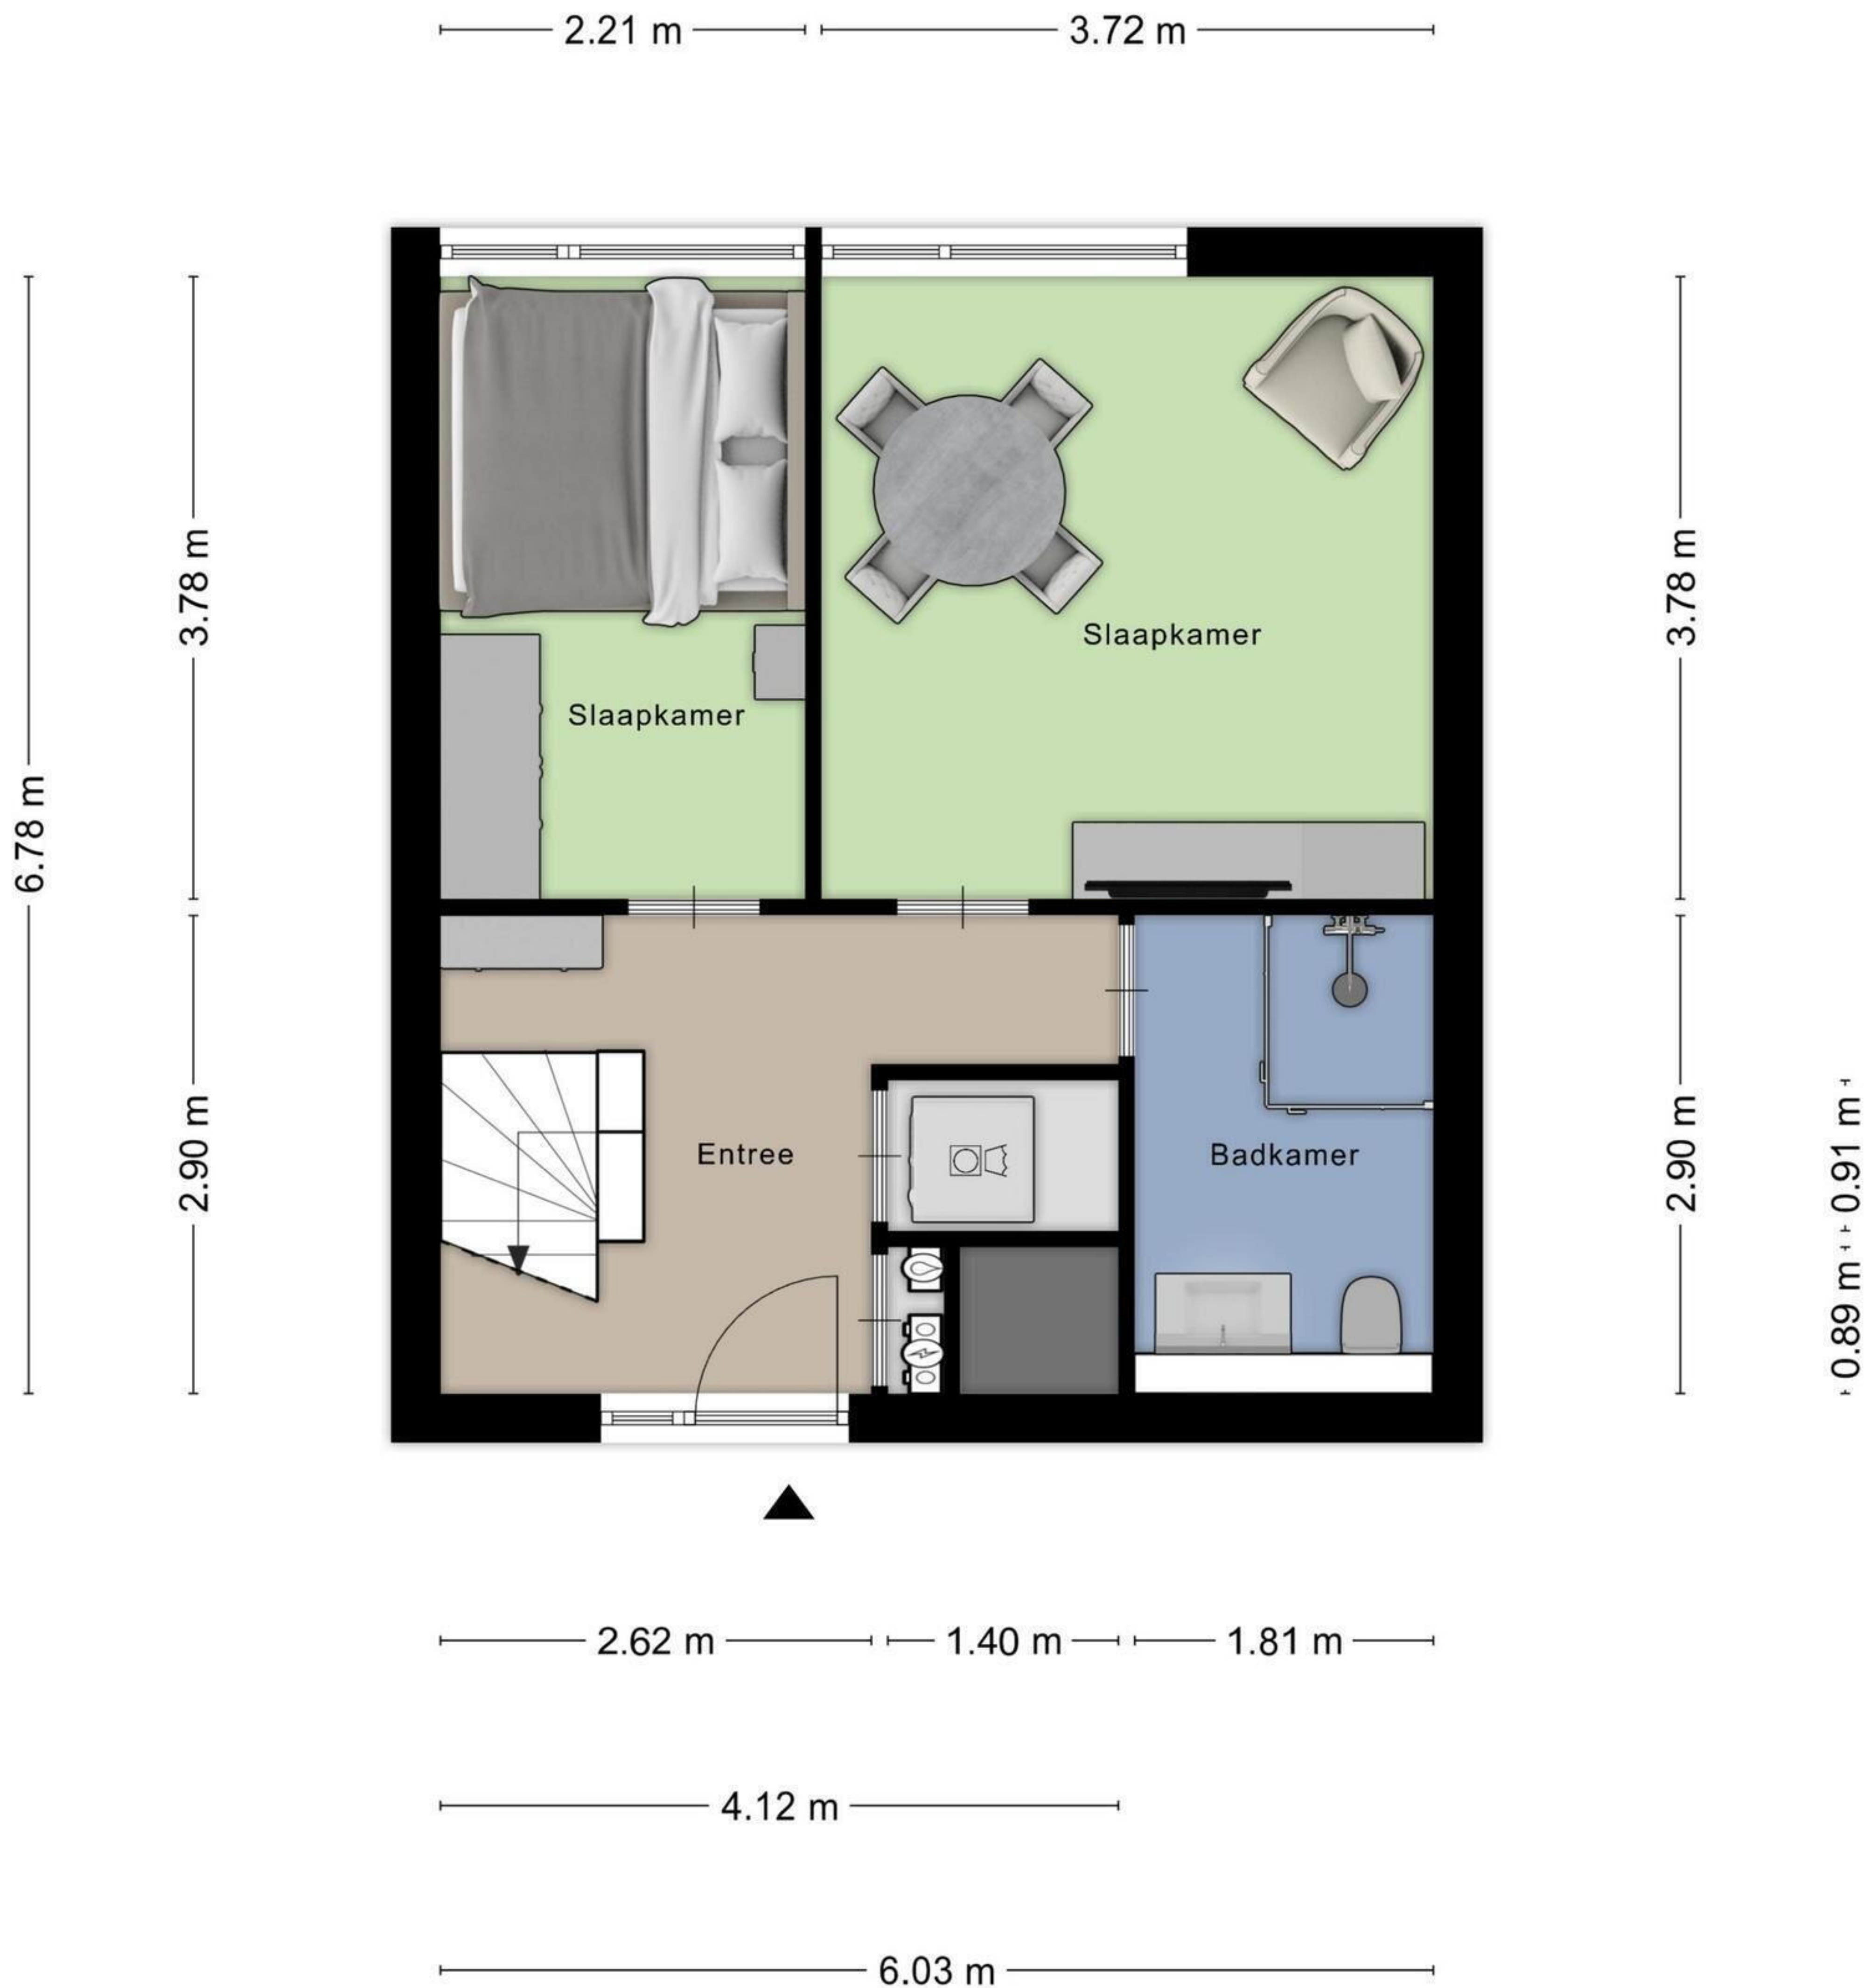 2.21 m
3.72 m
6.78 m
3.78 m
3.78 m
Slaapkamer
Slaapkamer
2.90 m
Entree
Badkamer
2.90 m
0.89 m
0.91 m
2.62 m
1.40 m
1.81 m
4.12 m
6.03 m